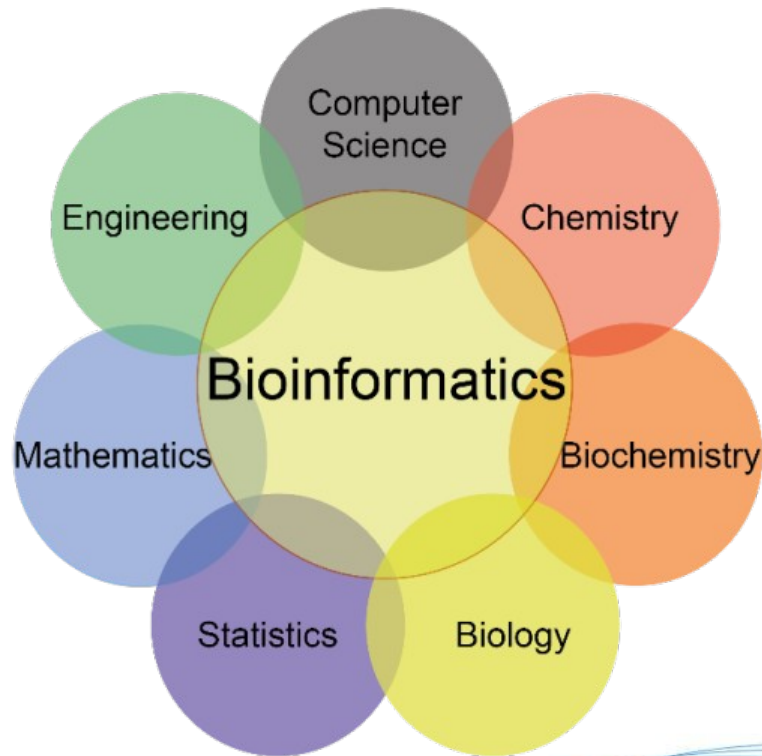 Computer
Science
Engineering
Chemistry
Bioinformatics
Mathematics
Biochemistry
Statistics
Biology